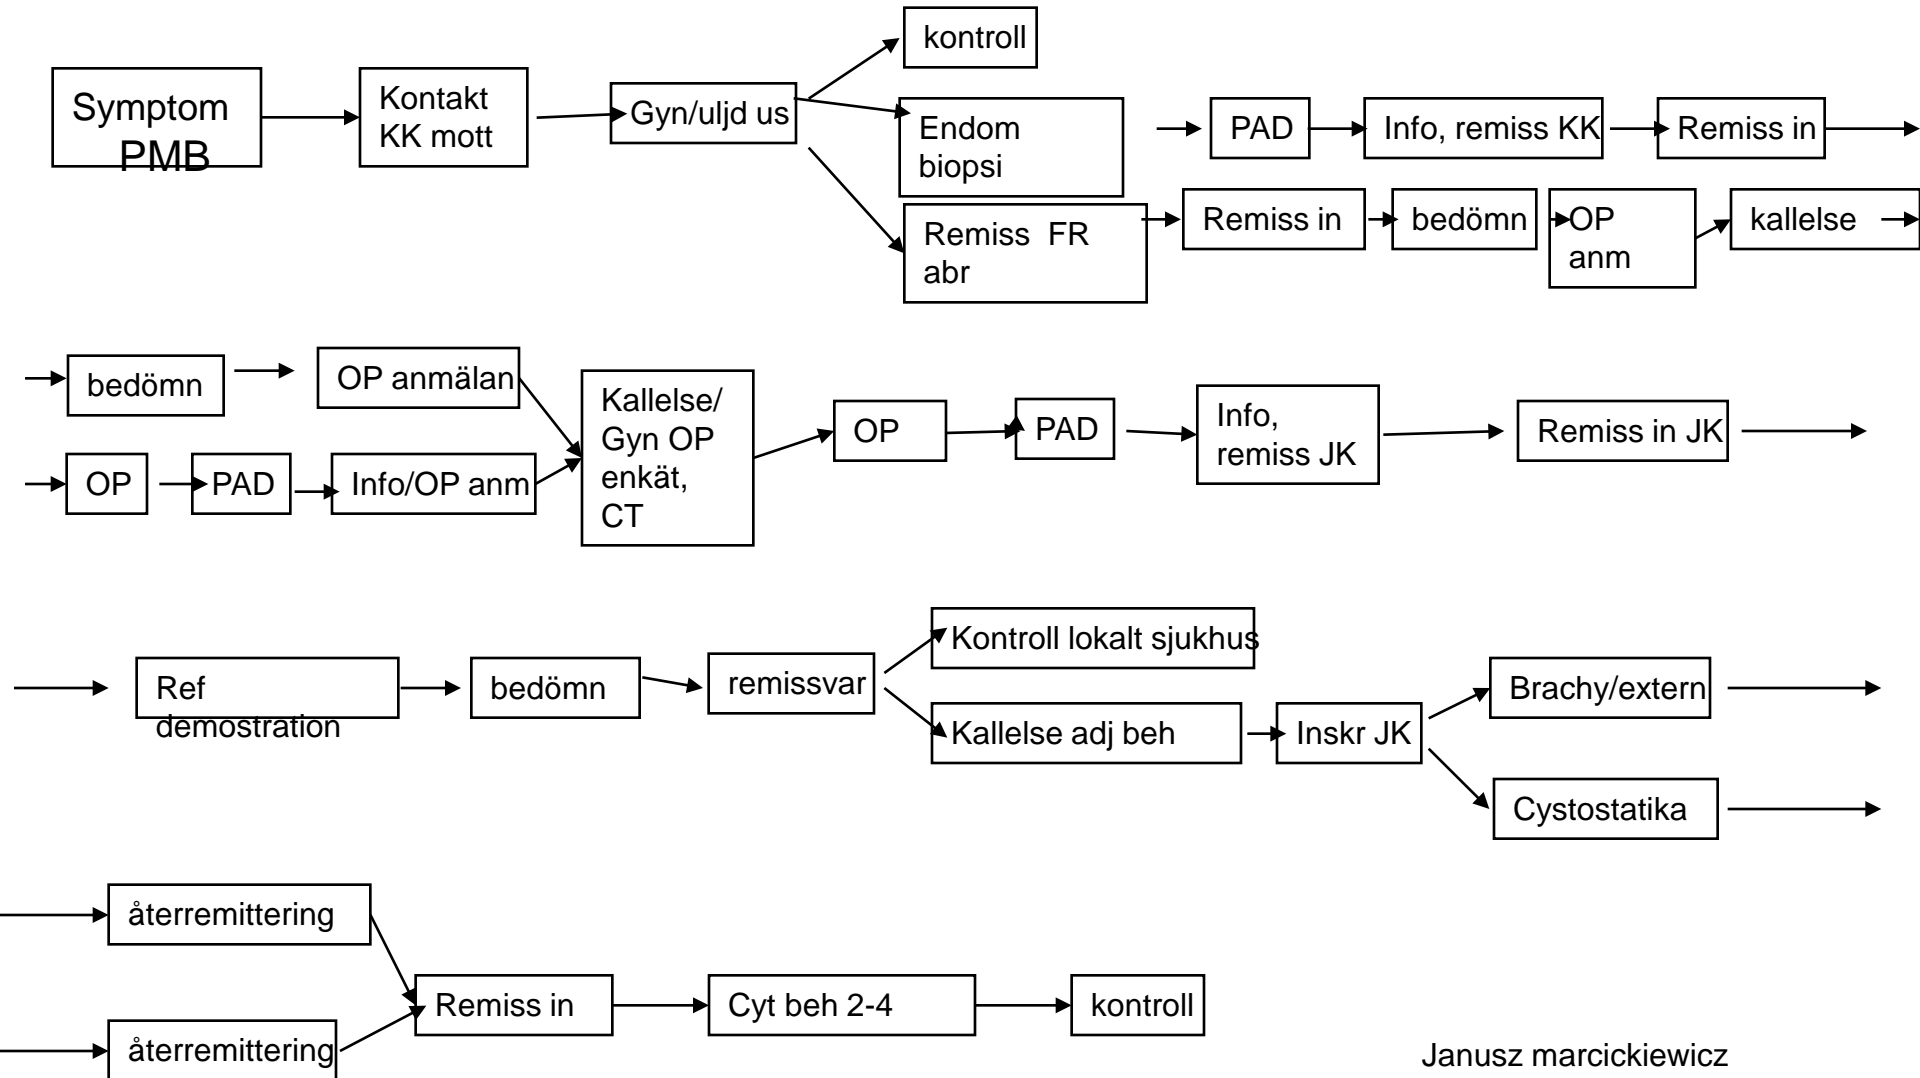 kontroll
Symptom
PMB
Kontakt
KK mott
Gyn/uljd us
Endom
biopsi
PAD
Info, remiss KK
Remiss in
Remiss  FR
abr
Remiss in
bedömn
OP
anm
kallelse
bedömn
OP anmälan
Kallelse/
Gyn OP
enkät,
CT
OP
PAD
Info,
remiss JK
Remiss in JK
OP
PAD
Info/OP anm
Ref
demostration
bedömn
remissvar
Kontroll lokalt sjukhus
Kallelse adj beh
Inskr JK
Brachy/extern
Cystostatika
återremittering
återremittering
Remiss in
Cyt beh 2-4
kontroll
Janusz marcickiewicz